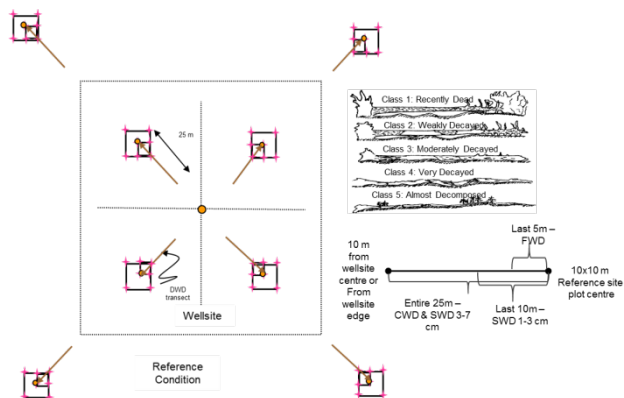 25 m
DWD
transect
Wellsite
Reference
Condition
Class 1: Recently Dead
Class 2: Weakly Decayed
Class 3: Moderately Decayed
Class 4: Very Decayed
Class 5: Almost Decomposed
Last 5m –
FWD
10 m
from
wellsite
centre or
From
wellsite
edge
Entire 25m –
CWD & SWD 3-7
cm
Last 10m –
SWD 1-3 cm
10x10 m
Reference site
plot centre